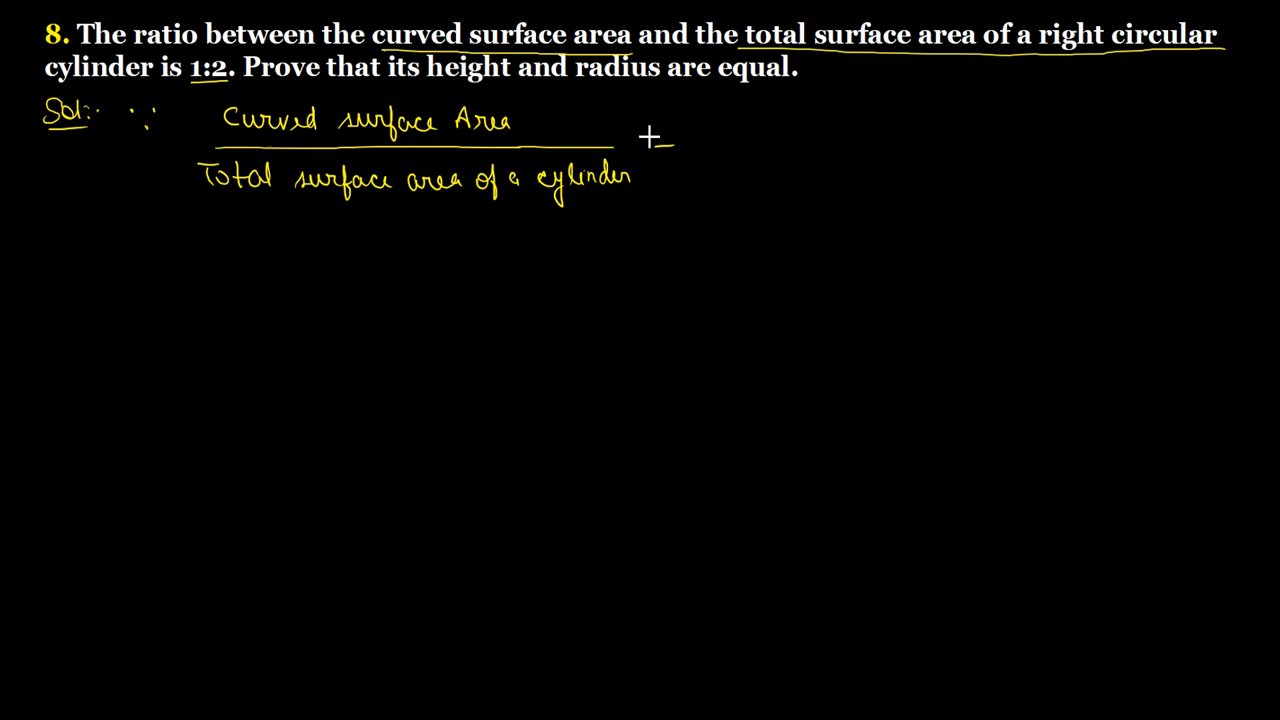 8. The ratio between the curved surface area and the total surface area of a right circular
cylinder is 1:2. Prove that its height and radius are equal.
Sol:- ∵ Curved surface Area
Total surface area of a cylinder